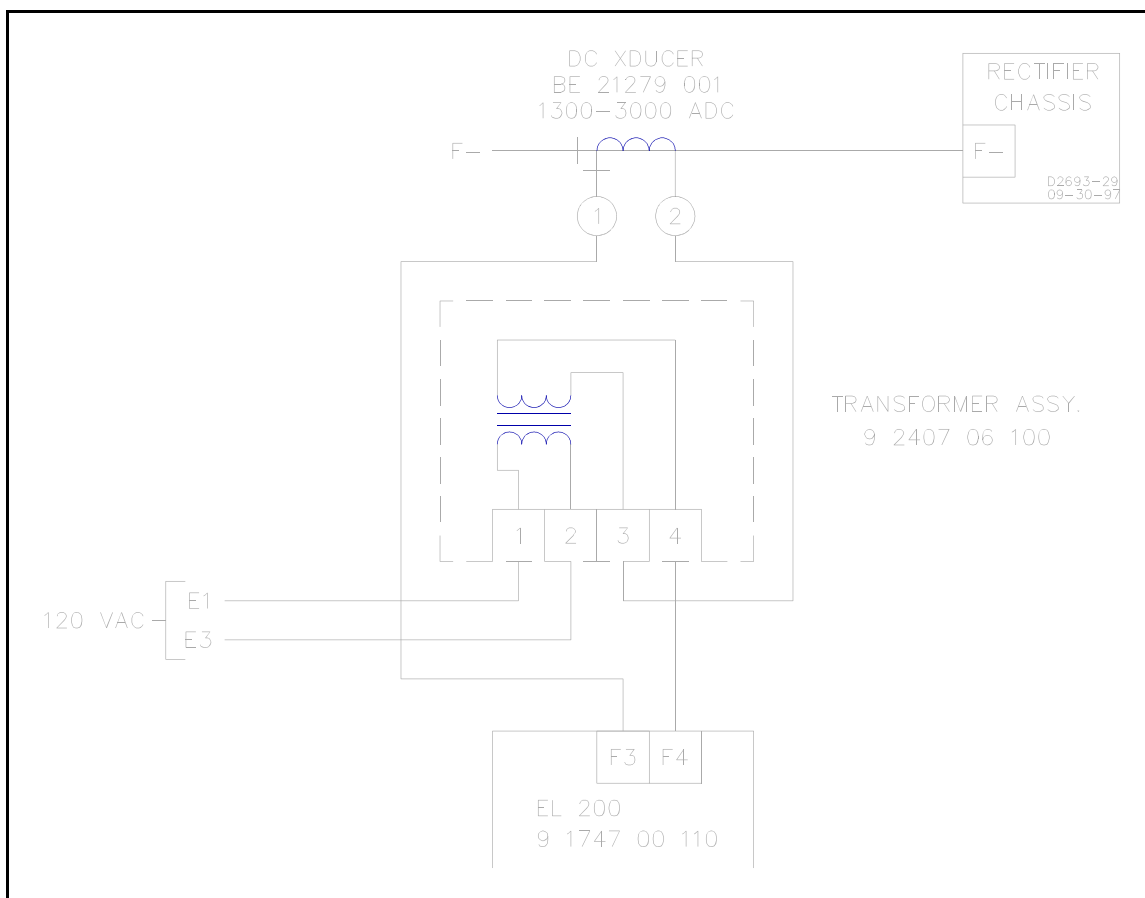 DC XDUCER
BE 21279 001
1300-3000 ADC
RECTIFIER
CHASSIS
F-
F-
D2693-29
09-30-97
1
2
TRANSFORMER ASSY.
9 2407 06 100
1
2
3
4
120 VAC
E1
E3
F3
F4
EL 200
9 1747 00 110